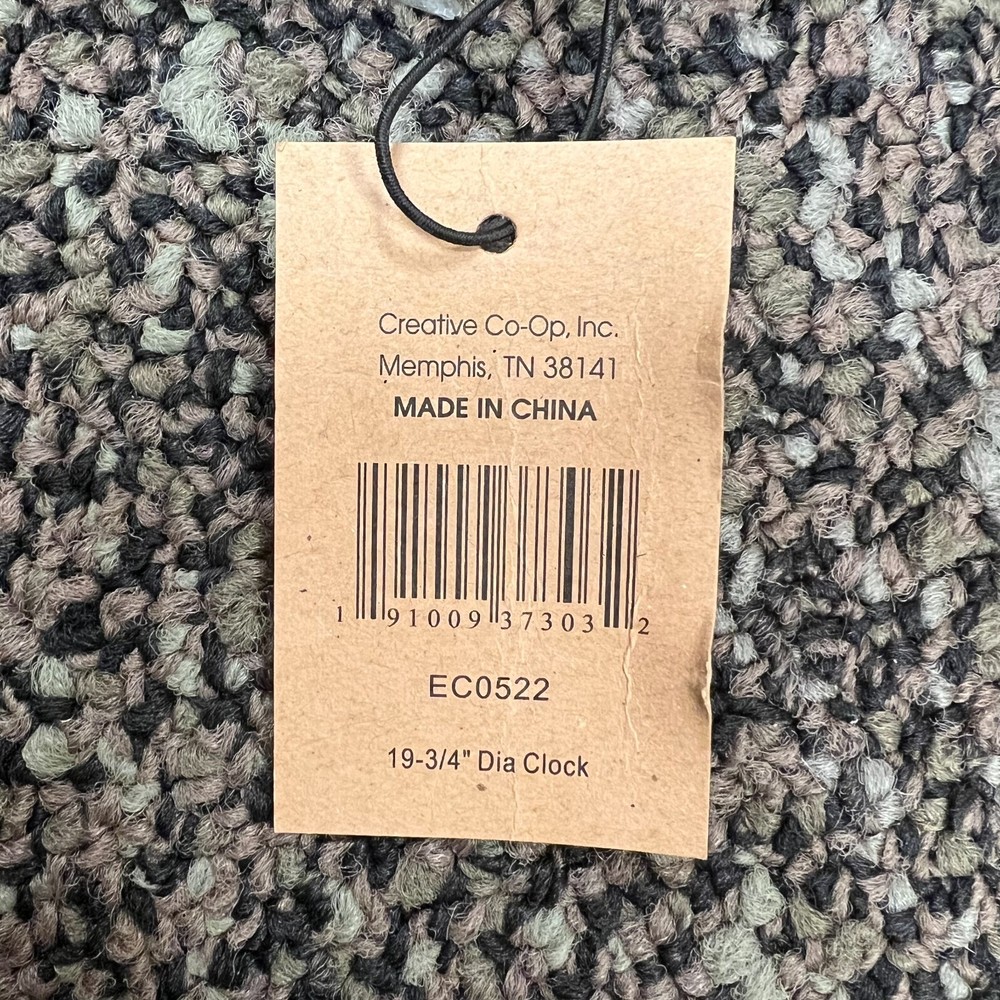 Creative Co-Op, Inc.
Memphis, TN 38141
MADE IN CHINA
1 91009 37303 2
EC0522
19-3/4" Dia Clock